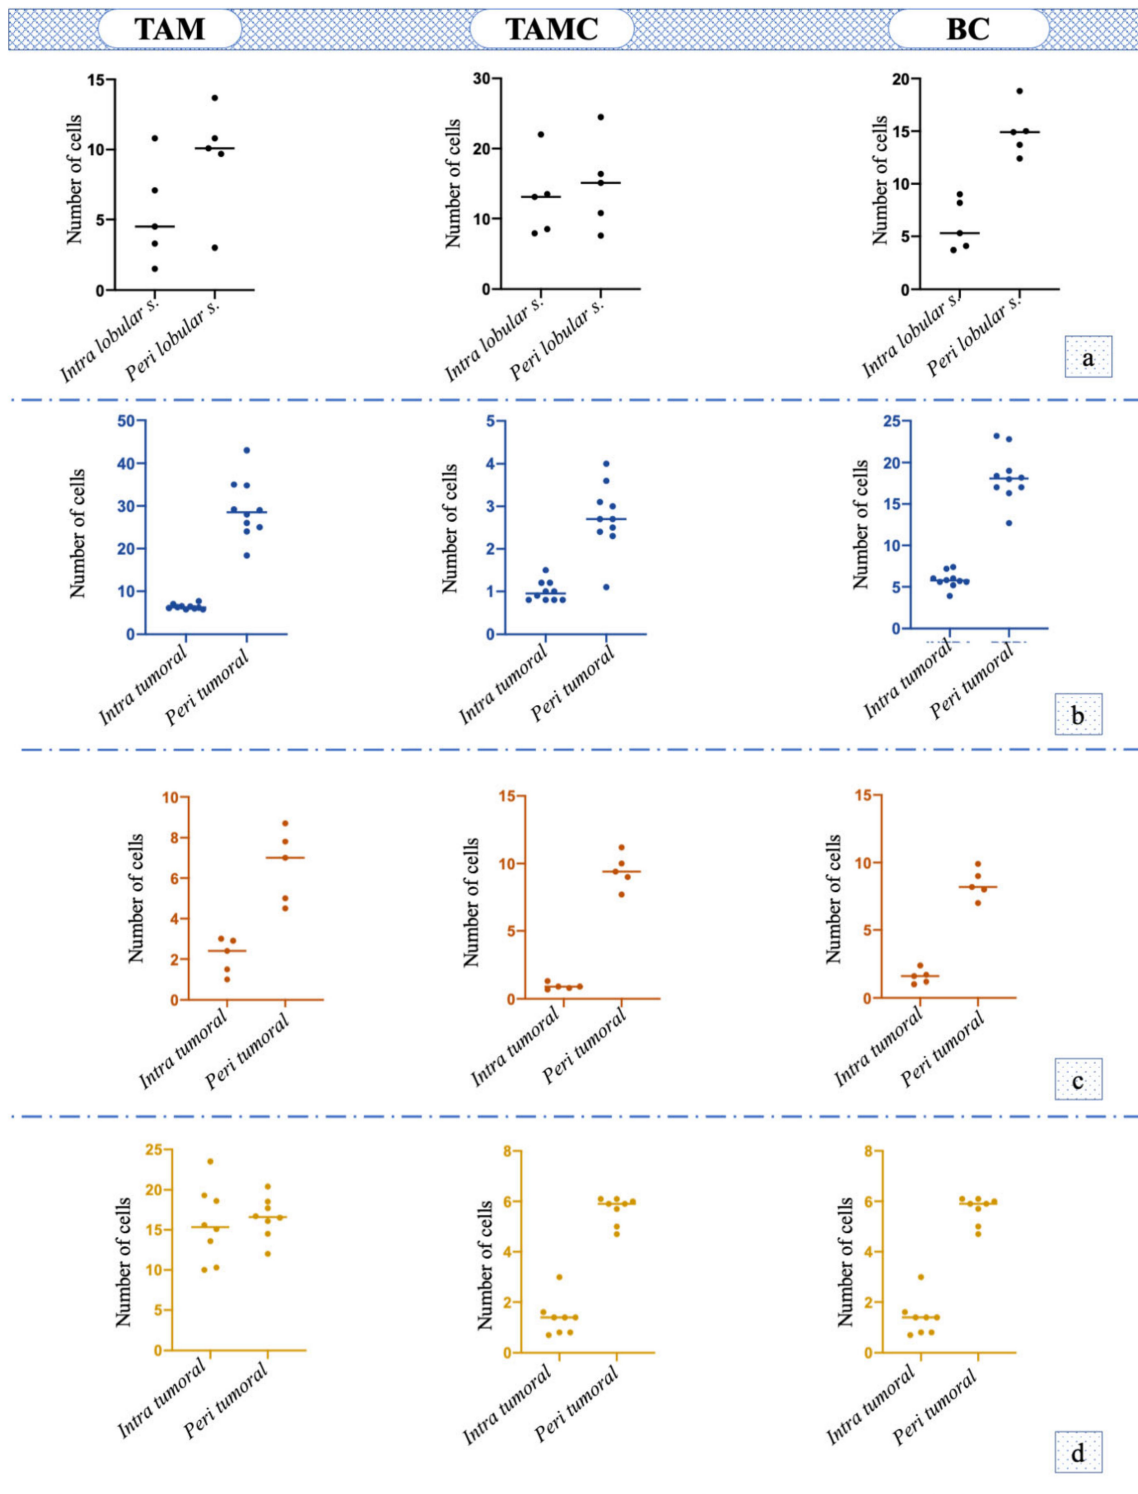 TAM TAMC BC
Number of cells
15
10
5
0
Intra lobular s.
Peri lobular s.
Number of cells
30
20
10
0
Intra lobular s.
Peri lobular s.
Number of cells
20
15
10
5
0
Intra lobular s.
Peri lobular s.
a
Number of cells
50
40
30
20
10
0
Intra tumoral
Peri tumoral
Number of cells
5
4
3
2
1
0
Intra tumoral
Peri tumoral
Number of cells
25
20
15
10
5
0
Intra tumoral
Peri tumoral
b
Number of cells
10
8
6
4
2
0
Intra tumoral
Peri tumoral
Number of cells
15
10
5
0
Intra tumoral
Peri tumoral
Number of cells
15
10
5
0
Intra tumoral
Peri tumoral
c
Number of cells
25
20
15
10
5
0
Intra tumoral
Peri tumoral
Number of cells
8
6
4
2
0
Intra tumoral
Peri tumoral
Number of cells
8
6
4
2
0
Intra tumoral
Peri tumoral
d